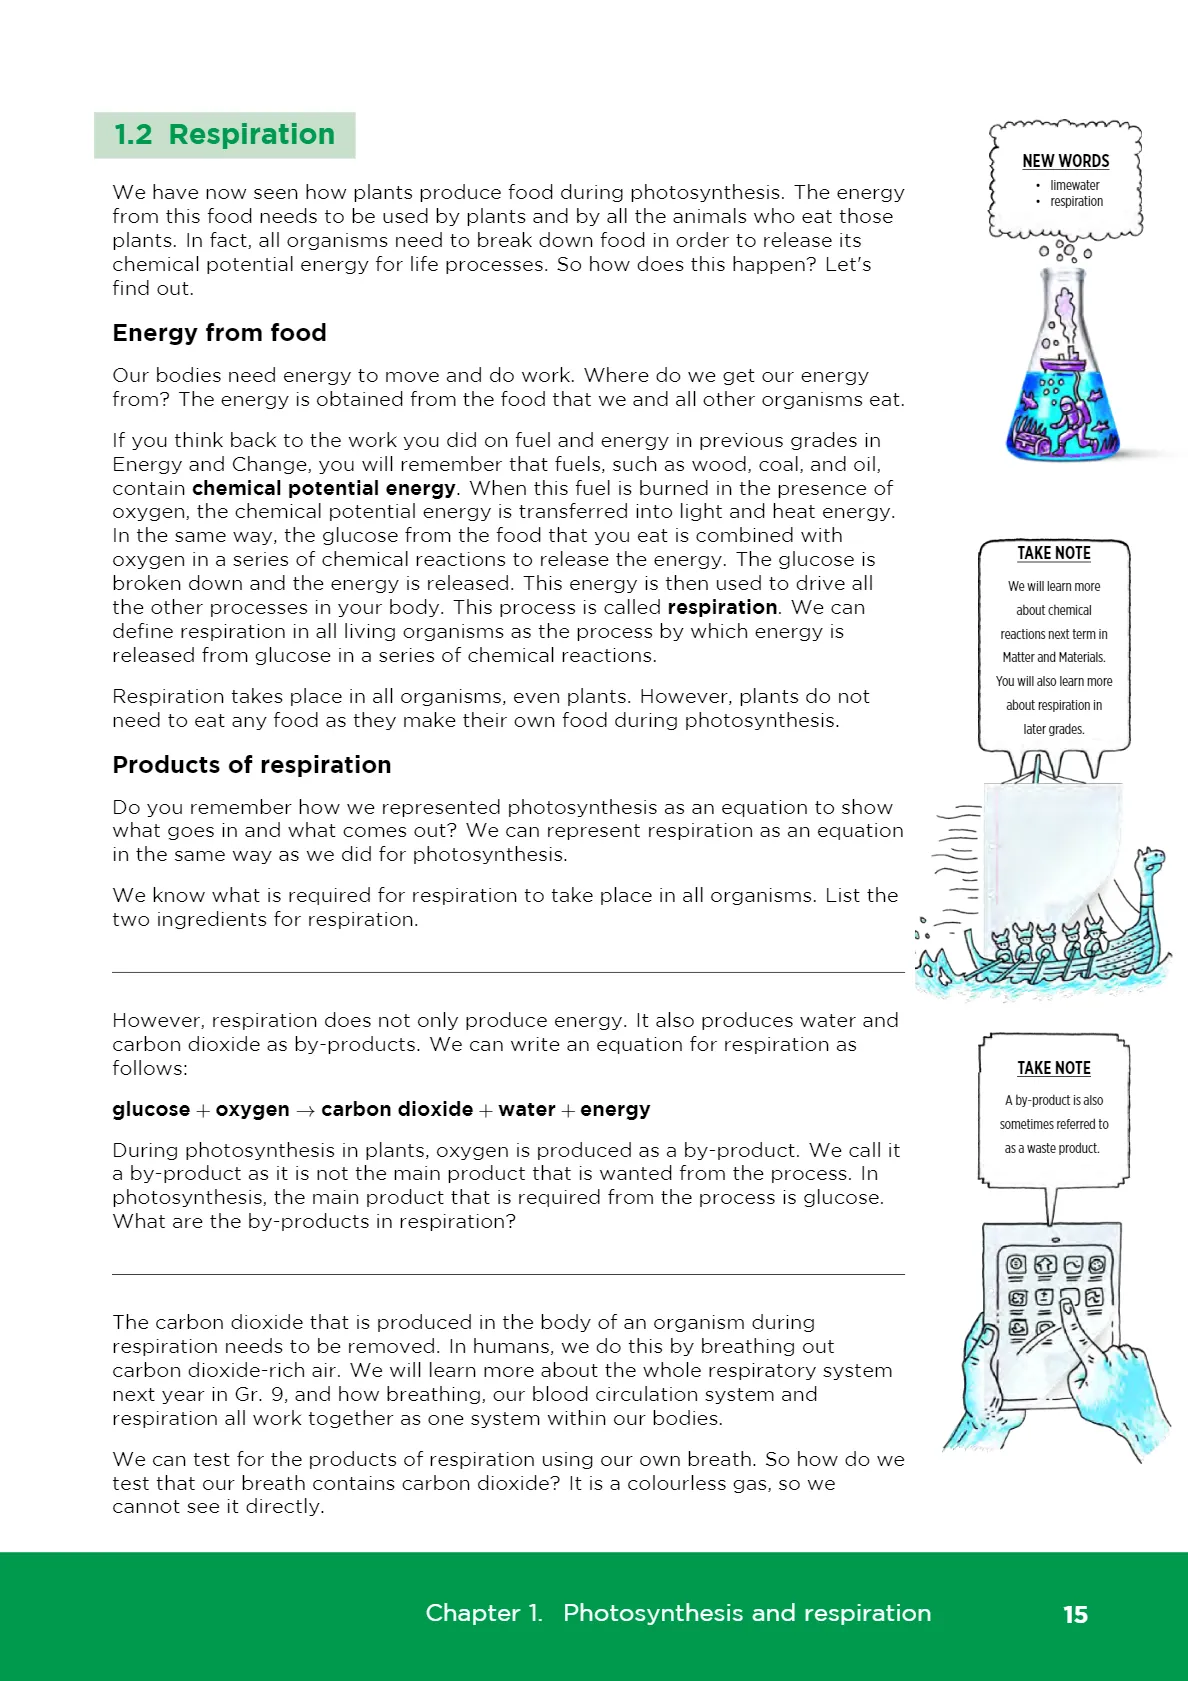 1.2 Respiration
We have now seen how plants produce food during photosynthesis. The energy
from this food needs to be used by plants and by all the animals who eat those
plants. In fact, all organisms need to break down food in order to release its
chemical potential energy for life processes. So how does this happen? Let's
find out.
Energy from food
Our bodies need energy to move and do work. Where do we get our energy
from? The energy is obtained from the food that we and all other organisms eat.
If you think back to the work you did on fuel and energy in previous grades in
Energy and Change, you will remember that fuels, such as wood, coal, and oil,
contain chemical potential energy. When this fuel is burned in the presence of
oxygen, the chemical potential energy is transferred into light and heat energy.
In the same way, the glucose from the food that you eat is combined with
oxygen in a series of chemical reactions to release the energy. The glucose is
broken down and the energy is released. This energy is then used to drive all
the other processes in your body. This process is called respiration. We can
define respiration in all living organisms as the process by which energy is
released from glucose in a series of chemical reactions.
Respiration takes place in all organisms, even plants. However, plants do not
need to eat any food as they make their own food during photosynthesis.
Products of respiration
Do you remember how we represented photosynthesis as an equation to show
what goes in and what comes out? We can represent respiration as an equation
in the same way as we did for photosynthesis.
We know what is required for respiration to take place in all organisms. List the
two ingredients for respiration.
However, respiration does not only produce energy. It also produces water and
carbon dioxide as by-products. We can write an equation for respiration as
follows:
glucose + oxygen → carbon dioxide + water + energy
During photosynthesis in plants, oxygen is produced as a by-product. We call it
a by-product as it is not the main product that is wanted from the process. In
photosynthesis, the main product that is required from the process is glucose.
What are the by-products in respiration?
The carbon dioxide that is produced in the body of an organism during
respiration needs to be removed. In humans, we do this by breathing out
carbon dioxide-rich air. We will learn more about the whole respiratory system
next year in Gr. 9, and how breathing, our blood circulation system and
respiration all work together as one system within our bodies.
We can test for the products of respiration using our own breath. So how do we
test that our breath contains carbon dioxide? It is a colourless gas, so we
cannot see it directly.
NEW WORDS
• limewater
• respiration
TAKE NOTE
We will learn more
about chemical
reactions next term in
Matter and Materials.
You will also learn more
about respiration in
later grades.
TAKE NOTE
A by-product is also
sometimes referred to
as a waste product.
Chapter 1. Photosynthesis and respiration 15